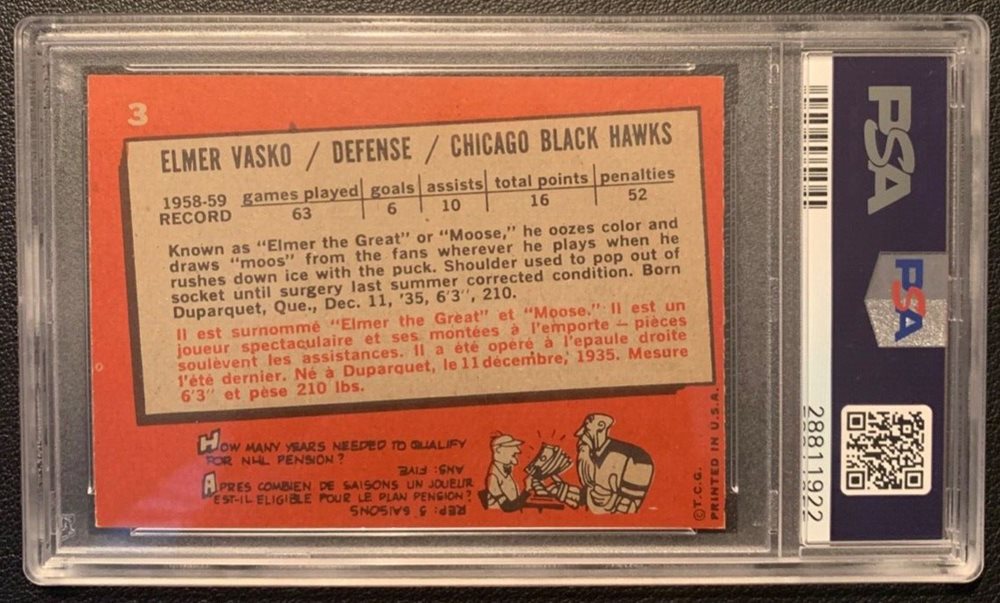 3
ELMER VASKO / DEFENSE / CHICAGO BLACK HAWKS
1958-59 RECORD games played goals assists total points penalties
63 6 10 16 52
Known as "Elmer the Great" or "Moose," he oozes color and
draws "moos" from the fans wherever he plays when he
rushes down ice with the puck. Shoulder used to pop out of
socket until surgery last summer corrected condition. Born
Duparquet, Que., Dec. 11, '35, 6'3", 210.
Il est surnommé "Elmer the Great" et "Moose." Il est un
joueur spectaculaire et ses montées à l'emporte – pièces
soulèvent les assistances. Il a été opéré à l'epaule droite
l'été dernier. Né à Duparquet, le 11 décembre, 1935. Mesure
6'3" et pèse 210 lbs.
HOW MANY YEARS NEEDED TO QUALIFY
FOR NHL PENSION?
ANS: FIVE
APRES COMBIEN DE SAISONS UN JOUEUR
EST-IL ELIGIBLE POUR LE PLAN PENSION?
REP: 5 SAISONS
©T.C.G. PRINTED IN U.S.A.
PSA
PSA
28811922